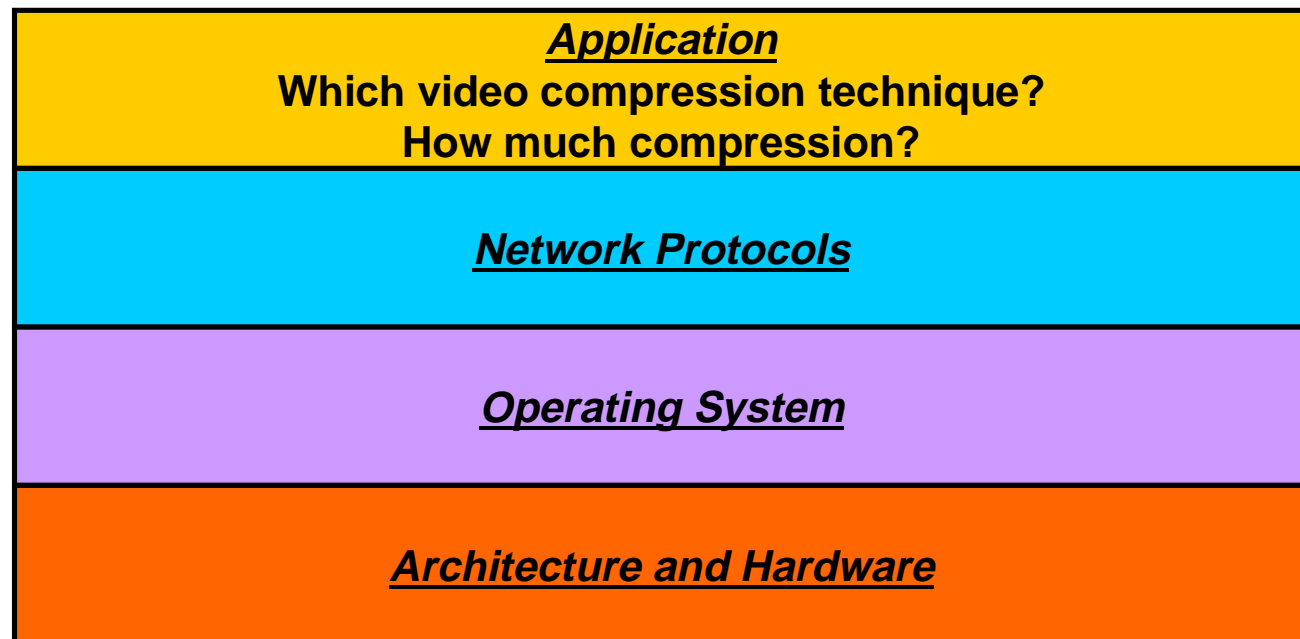 Application
Which video compression technique?
How much compression?
Network Protocols
Operating System
Architecture and Hardware